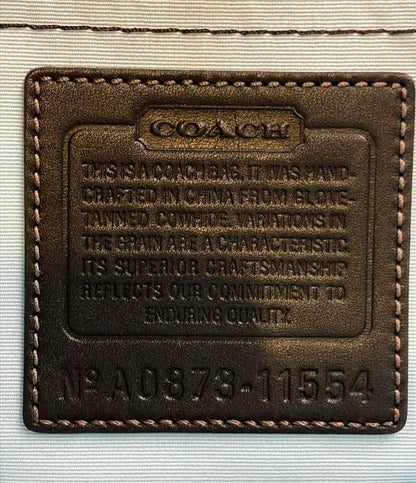 COACH
THIS IS A COACH BAG. IT WAS HAND-
CRAFTED IN CHINA FROM GLOVE-
TANNED COWHIDE. VARIATIONS IN
THE GRAIN ARE A CHARACTERISTIC.
ITS SUPERIOR CRAFTSMANSHIP
REFLECTS OUR COMMITMENT TO
ENDURING QUALITY.
Nº A0873-11554